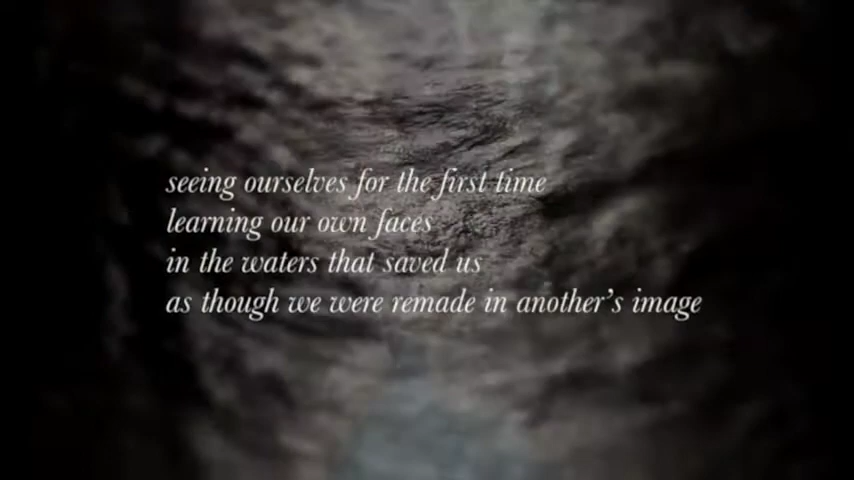 seeing ourselves for the first time
learning our own faces
in the waters that saved us
as though we were remade in another's image